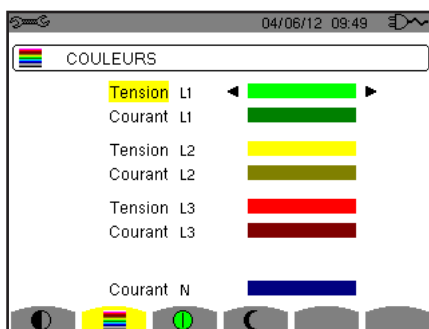 04/06/12 09:49
COULEURS
Tension L1
Courant L1
Tension L2
Courant L2
Tension L3
Courant L3
Courant N